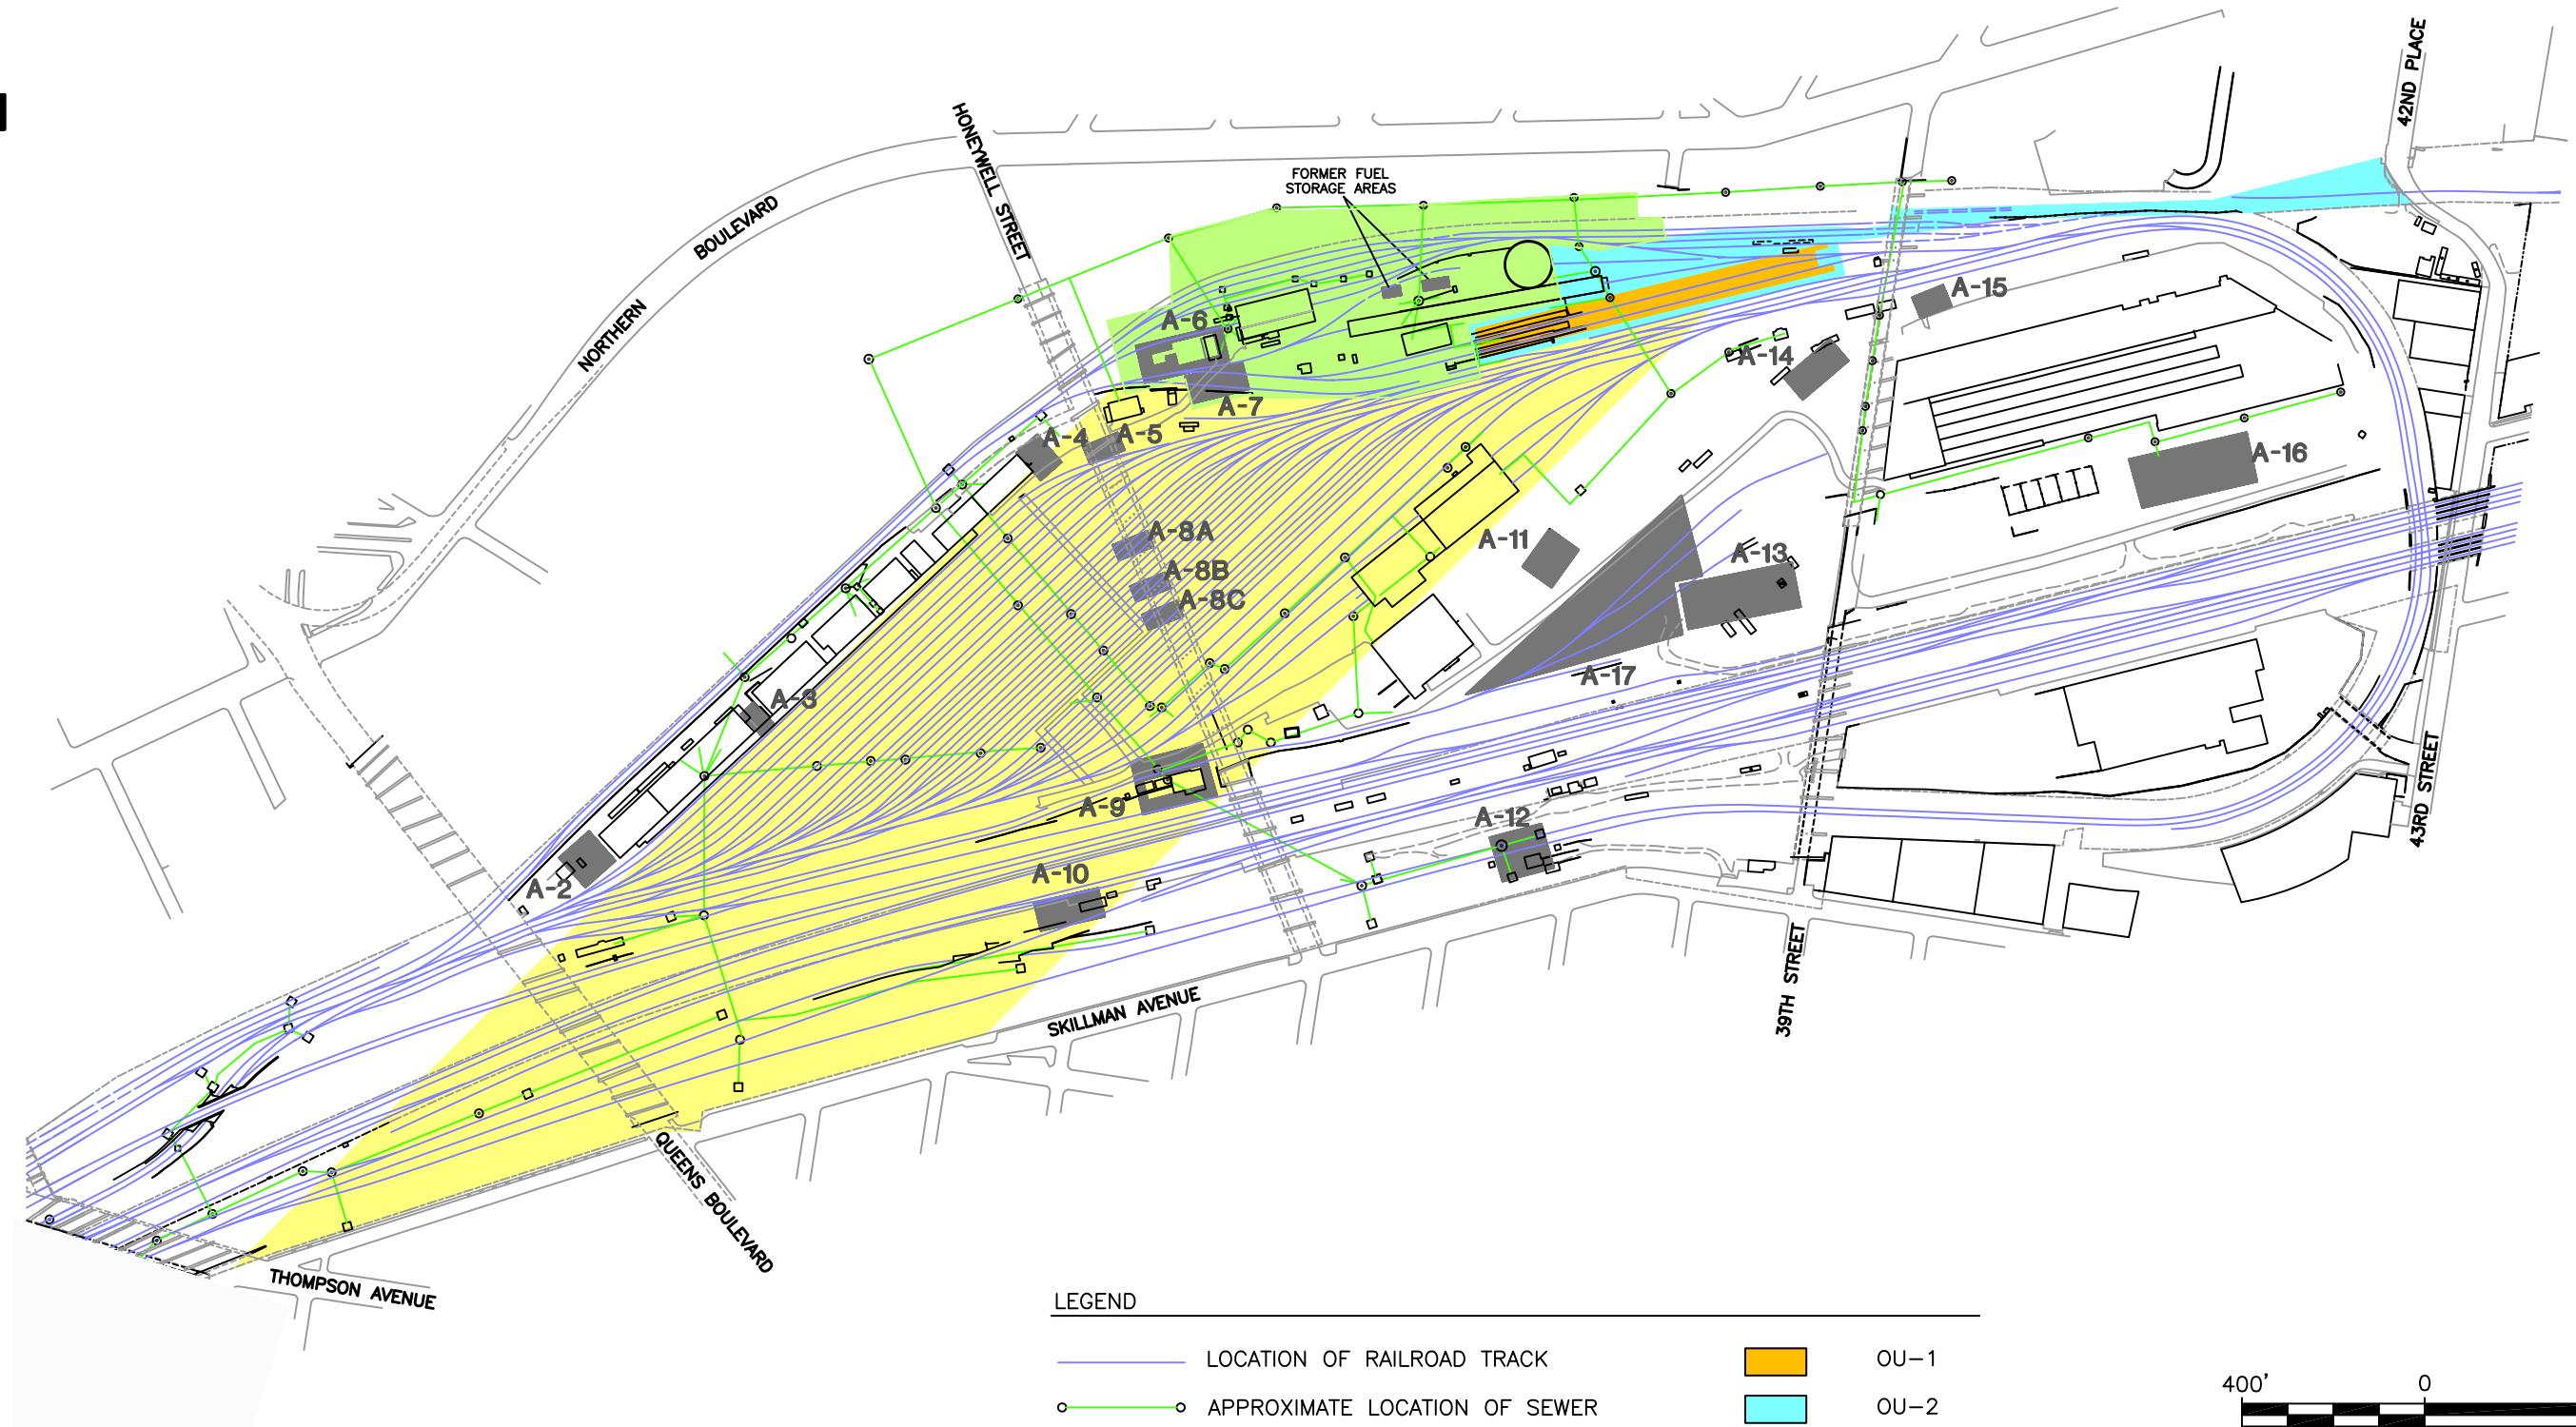 42ND PLACE
HONEYWELL STREET
FORMER FUEL
STORAGE AREAS
BOULEVARD
NORTHERN
A-15
A-6
A-14
A-7
A-4
A-5
A-16
A-8A
A-11
A-13
A-8B
A-8C
A-17
A-3
43RD STREET
A-9
A-12
A-10
A-2
39TH STREET
SKILLMAN AVENUE
QUEENS BOULEVARD
THOMPSON AVENUE
LEGEND
LOCATION OF RAILROAD TRACK
OU-1
400' 0
APPROXIMATE LOCATION OF SEWER
OU-2